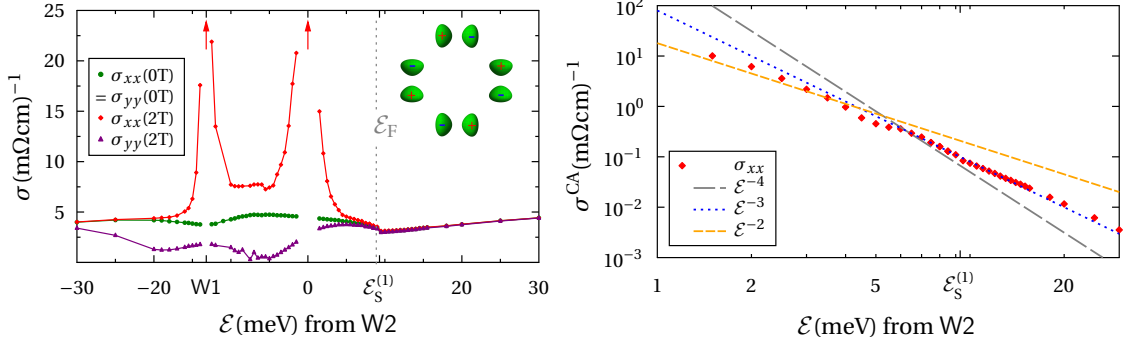 σ (mΩcm)⁻¹
25
20
15
10
5
σxx(0T)
= σyy(0T)
σxx(2T)
σyy(2T)
ℰF
+ −
− +
+ −
− +
−30 −20 W1 0 ℰS(1) 20 30
ℰ (meV) from W2
σCA(mΩcm)⁻¹
10²
10¹
10⁰
10⁻¹
10⁻²
10⁻³
σxx
ℰ⁻⁴
ℰ⁻³
ℰ⁻²
1 2 5 ℰS(1) 20
ℰ (meV) from W2